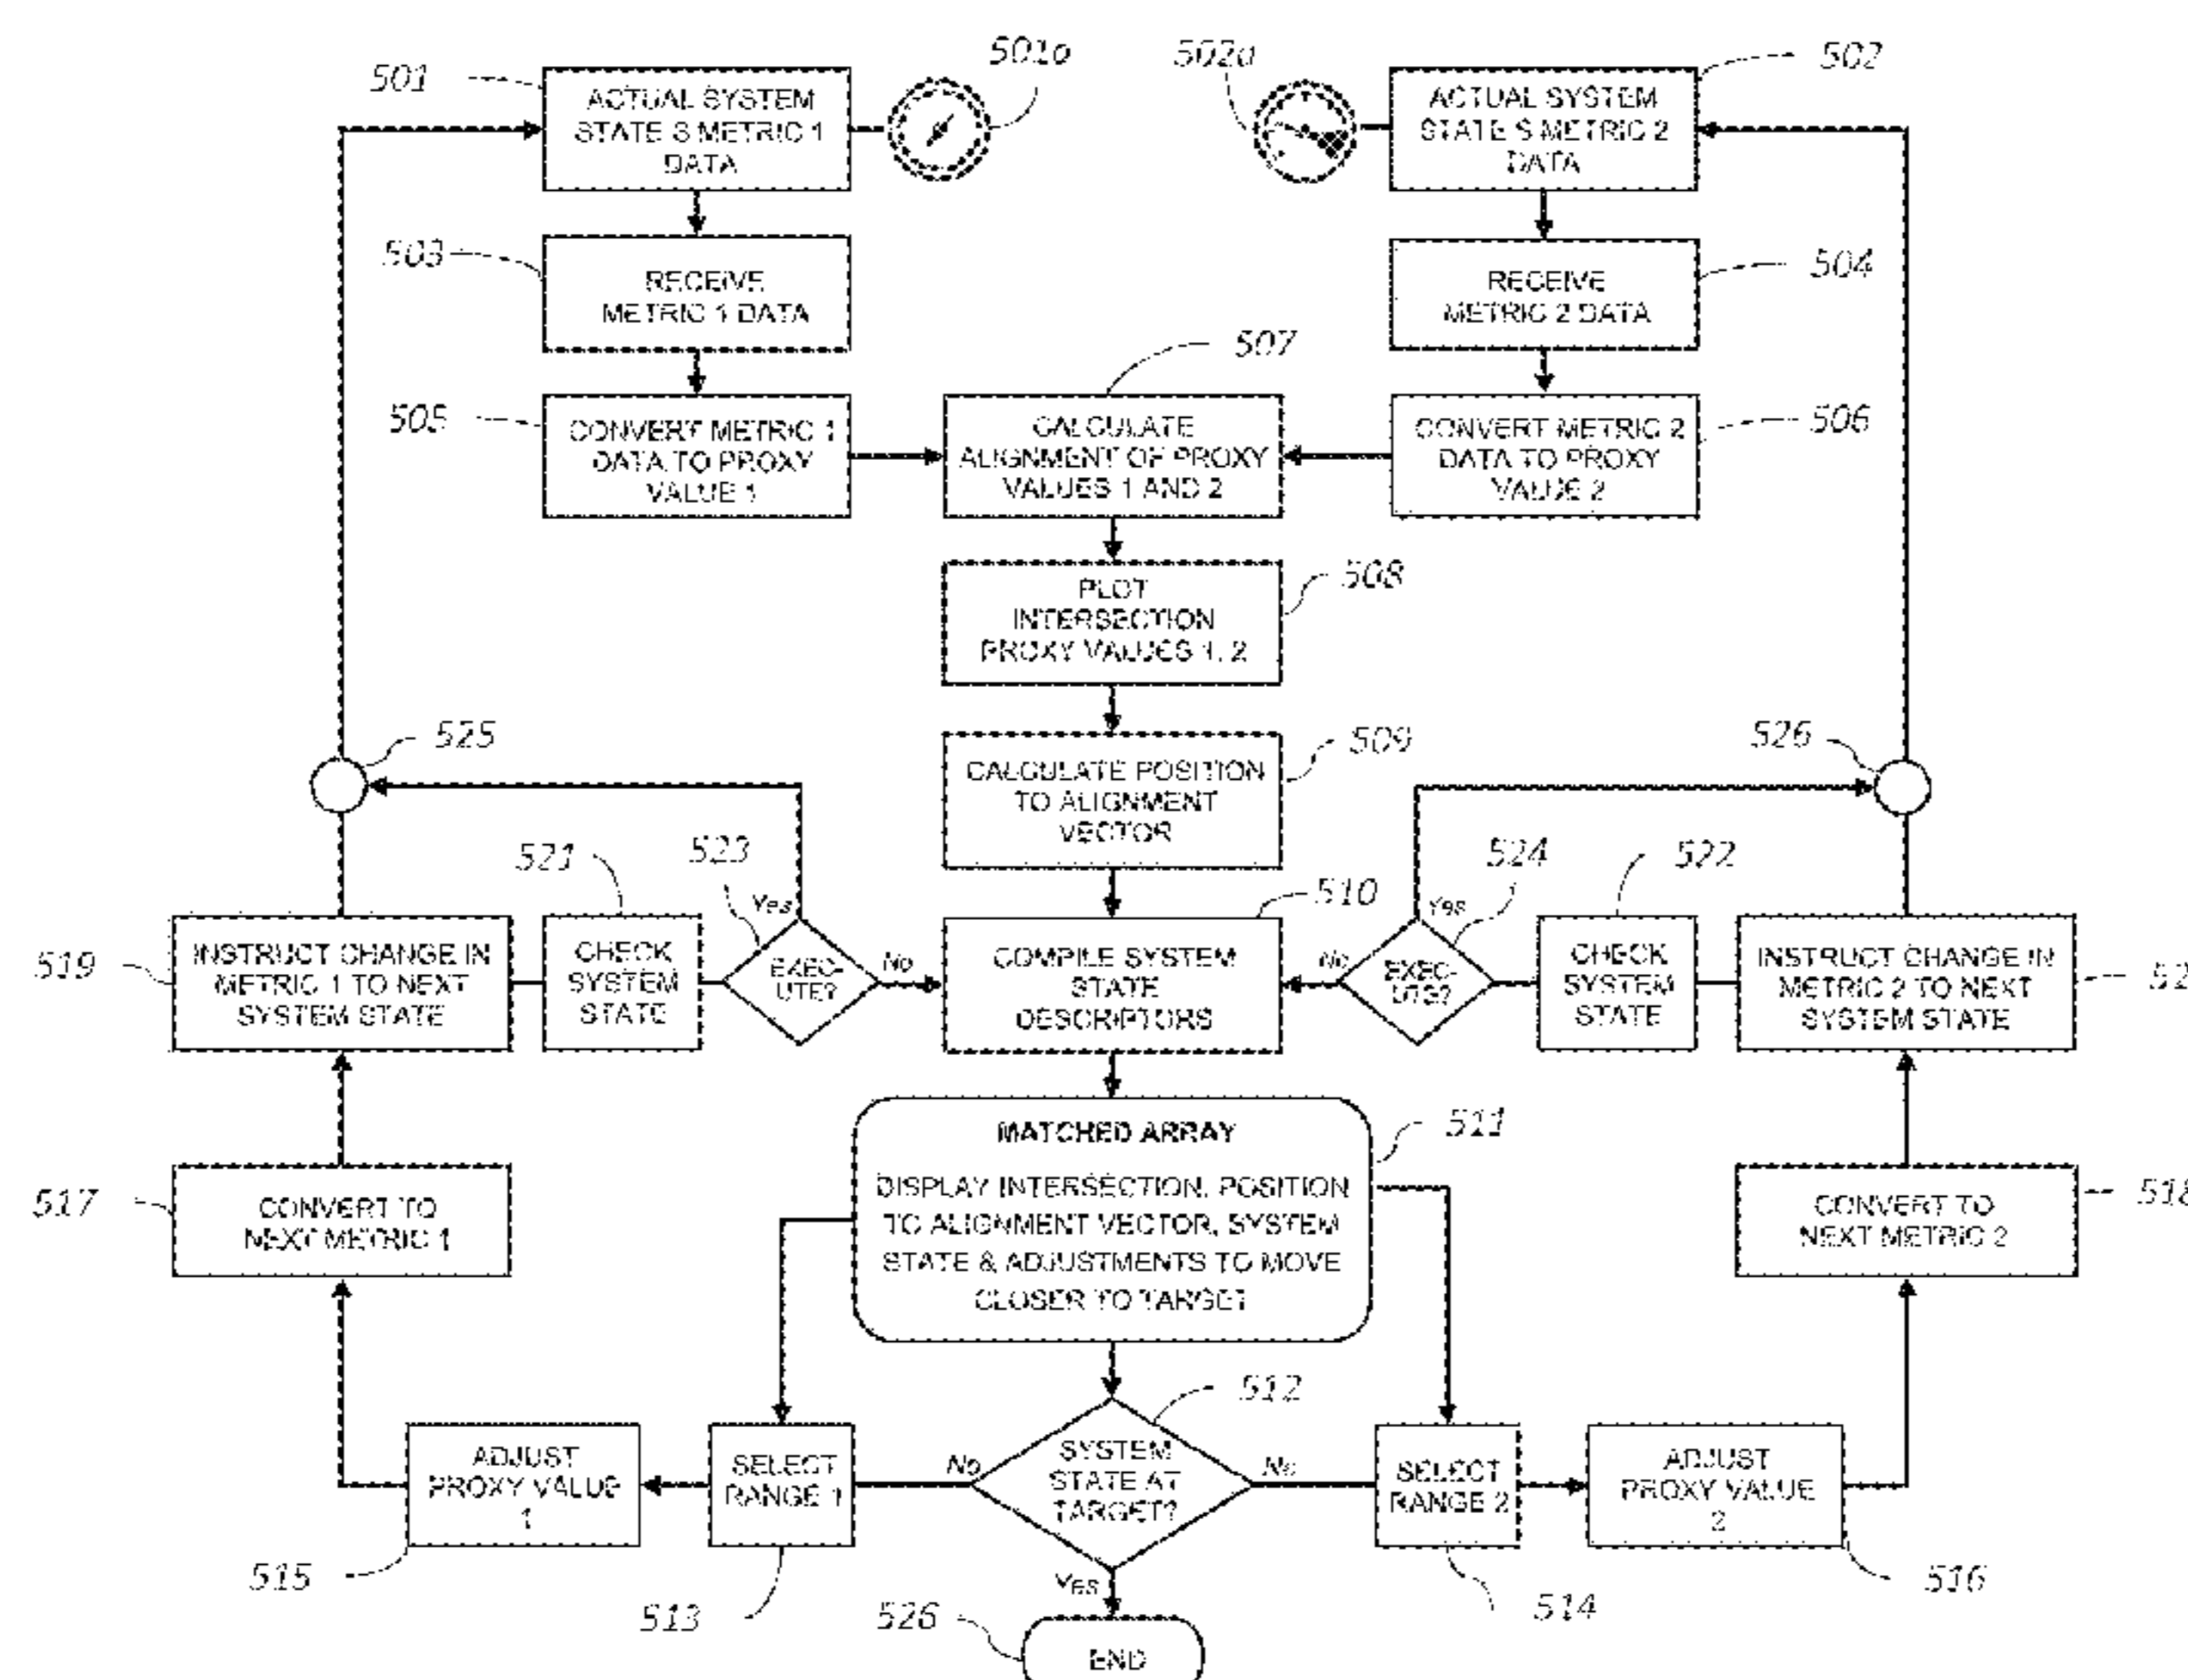 501
ACTUAL SYSTEM
STATE S METRIC 1
DATA
501a
502a
ACTUAL SYSTEM
STATE S METRIC 2
DATA
502
503
RECEIVE
METRIC 1 DATA
RECEIVE
METRIC 2 DATA
504
505
CONVERT METRIC 1
DATA TO PROXY
VALUE 1
507
CALCULATE
ALIGNMENT OF PROXY
VALUES 1 AND 2
CONVERT METRIC 2
DATA TO PROXY
VALUE 2
506
PLOT
INTERSECTION
PROXY VALUES 1, 2
508
525
CALCULATE POSITION
TO ALIGNMENT
VECTOR
509
526
519
INSTRUCT CHANGE IN
METRIC 1 TO NEXT
SYSTEM STATE
521
CHECK
SYSTEM
STATE
523
Yes
EXEC-
UTE?
No
510
COMPILE SYSTEM
STATE
DESCRIPTORS
No
Yes
EXEC-
UTE?
524
522
CHECK
SYSTEM
STATE
INSTRUCT CHANGE IN
METRIC 2 TO NEXT
SYSTEM STATE
52
517
CONVERT TO
NEXT METRIC 1
MATCHED ARRAY
DISPLAY INTERSECTION, POSITION
TO ALIGNMENT VECTOR, SYSTEM
STATE & ADJUSTMENTS TO MOVE
CLOSER TO TARGET
511
CONVERT TO
NEXT METRIC 2
518
515
ADJUST
PROXY VALUE
1
SELECT
RANGE 1
513
No
SYSTEM
STATE AT
TARGET?
512
No
SELECT
RANGE 2
514
ADJUST
PROXY VALUE
2
516
Yes
526
END